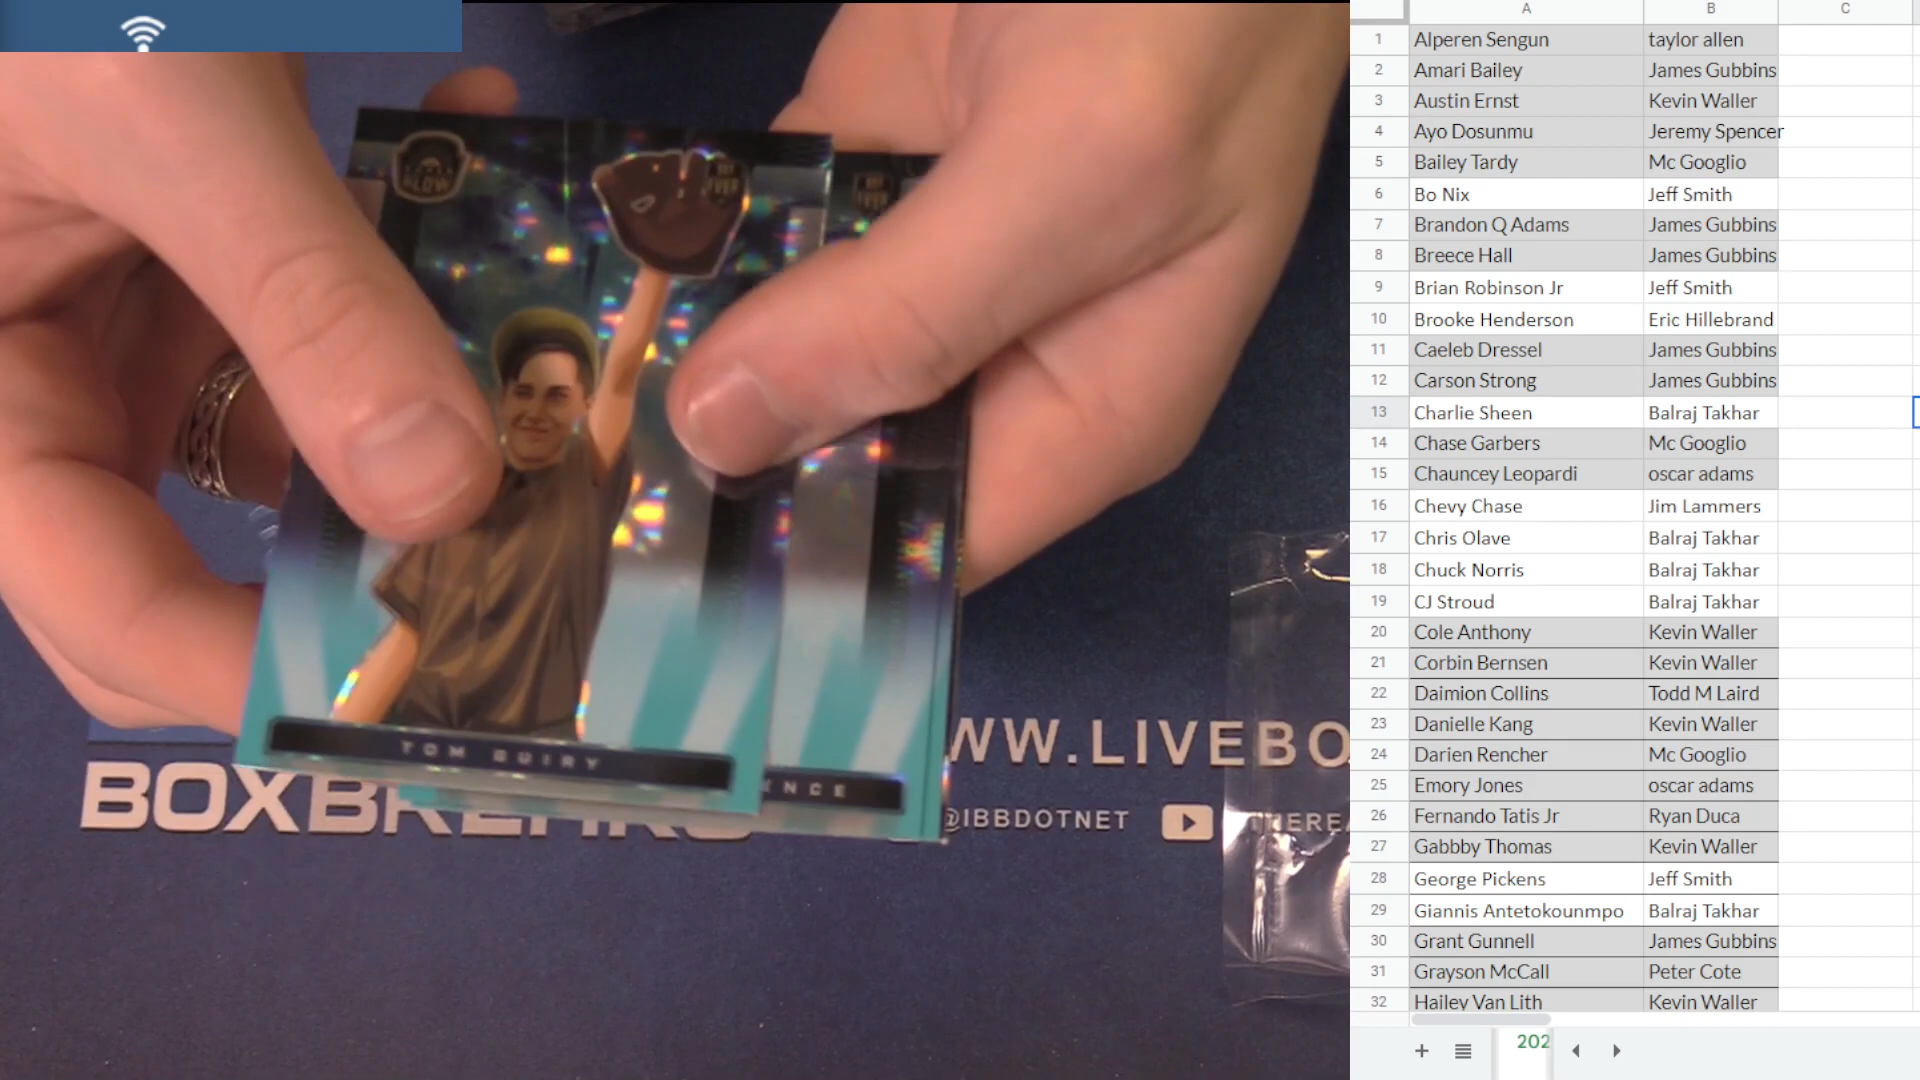 TOM GUIRY
BOXBREAKS
WW.LIVEBO
@IBBDOTNET
A B C
1 Alperen Sengun taylor allen
2 Amari Bailey James Gubbins
3 Austin Ernst Kevin Waller
4 Ayo Dosunmu Jeremy Spencer
5 Bailey Tardy Mc Googlio
6 Bo Nix Jeff Smith
7 Brandon Q Adams James Gubbins
8 Breece Hall James Gubbins
9 Brian Robinson Jr Jeff Smith
10 Brooke Henderson Eric Hillebrand
11 Caeleb Dressel James Gubbins
12 Carson Strong James Gubbins
13 Charlie Sheen Balraj Takhar
14 Chase Garbers Mc Googlio
15 Chauncey Leopardi oscar adams
16 Chevy Chase Jim Lammers
17 Chris Olave Balraj Takhar
18 Chuck Norris Balraj Takhar
19 CJ Stroud Balraj Takhar
20 Cole Anthony Kevin Waller
21 Corbin Bernsen Kevin Waller
22 Daimion Collins Todd M Laird
23 Danielle Kang Kevin Waller
24 Darien Rencher Mc Googlio
25 Emory Jones oscar adams
26 Fernando Tatis Jr Ryan Duca
27 Gabbby Thomas Kevin Waller
28 George Pickens Jeff Smith
29 Giannis Antetokounmpo Balraj Takhar
30 Grant Gunnell James Gubbins
31 Grayson McCall Peter Cote
32 Hailey Van Lith Kevin Waller
202